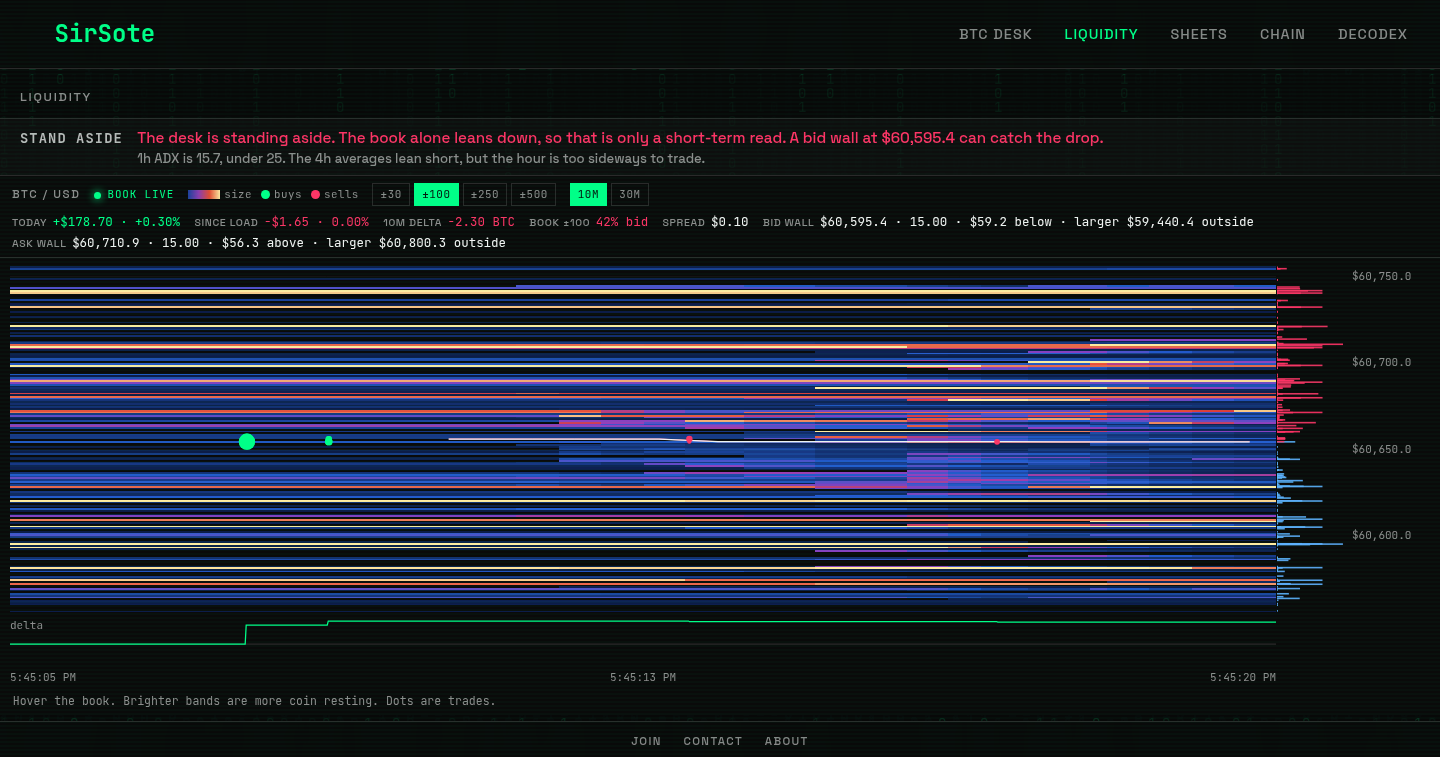 SirSote
BTC DESK LIQUIDITY SHEETS CHAIN DECODEX
LIQUIDITY
STAND ASIDE The desk is standing aside. The book alone leans down, so that is only a short-term read. A bid wall at $60,595.4 can catch the drop.
1h ADX is 15.7, under 25. The 4h averages lean short, but the hour is too sideways to trade.
BTC / USD BOOK LIVE size buys sells ±30 ±100 ±250 ±500 10M 30M
TODAY +$178.70 · +0.30% SINCE LOAD -$1.65 · 0.00% 10M DELTA -2.30 BTC BOOK ±100 42% bid SPREAD $0.10 BID WALL $60,595.4 · 15.00 · $59.2 below · larger $59,440.4 outside
ASK WALL $60,710.9 · 15.00 · $56.3 above · larger $60,800.3 outside
$60,750.0
$60,700.0
$60,650.0
$60,600.0
delta
5:45:05 PM 5:45:13 PM 5:45:20 PM
Hover the book. Brighter bands are more coin resting. Dots are trades.
JOIN CONTACT ABOUT